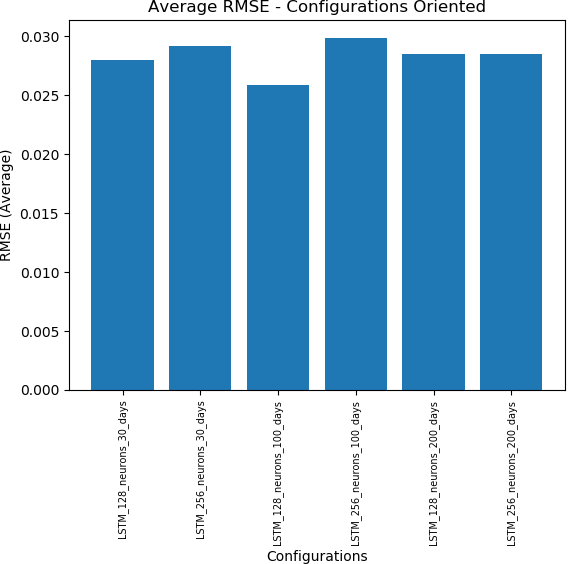 Average RMSE - Configurations Oriented
RMSE (Average)
0.030
0.025
0.020
0.015
0.010
0.005
0.000
LSTM_128_neurons_30_days
LSTM_256_neurons_30_days
LSTM_128_neurons_100_days
LSTM_256_neurons_100_days
LSTM_128_neurons_200_days
LSTM_256_neurons_200_days
Configurations